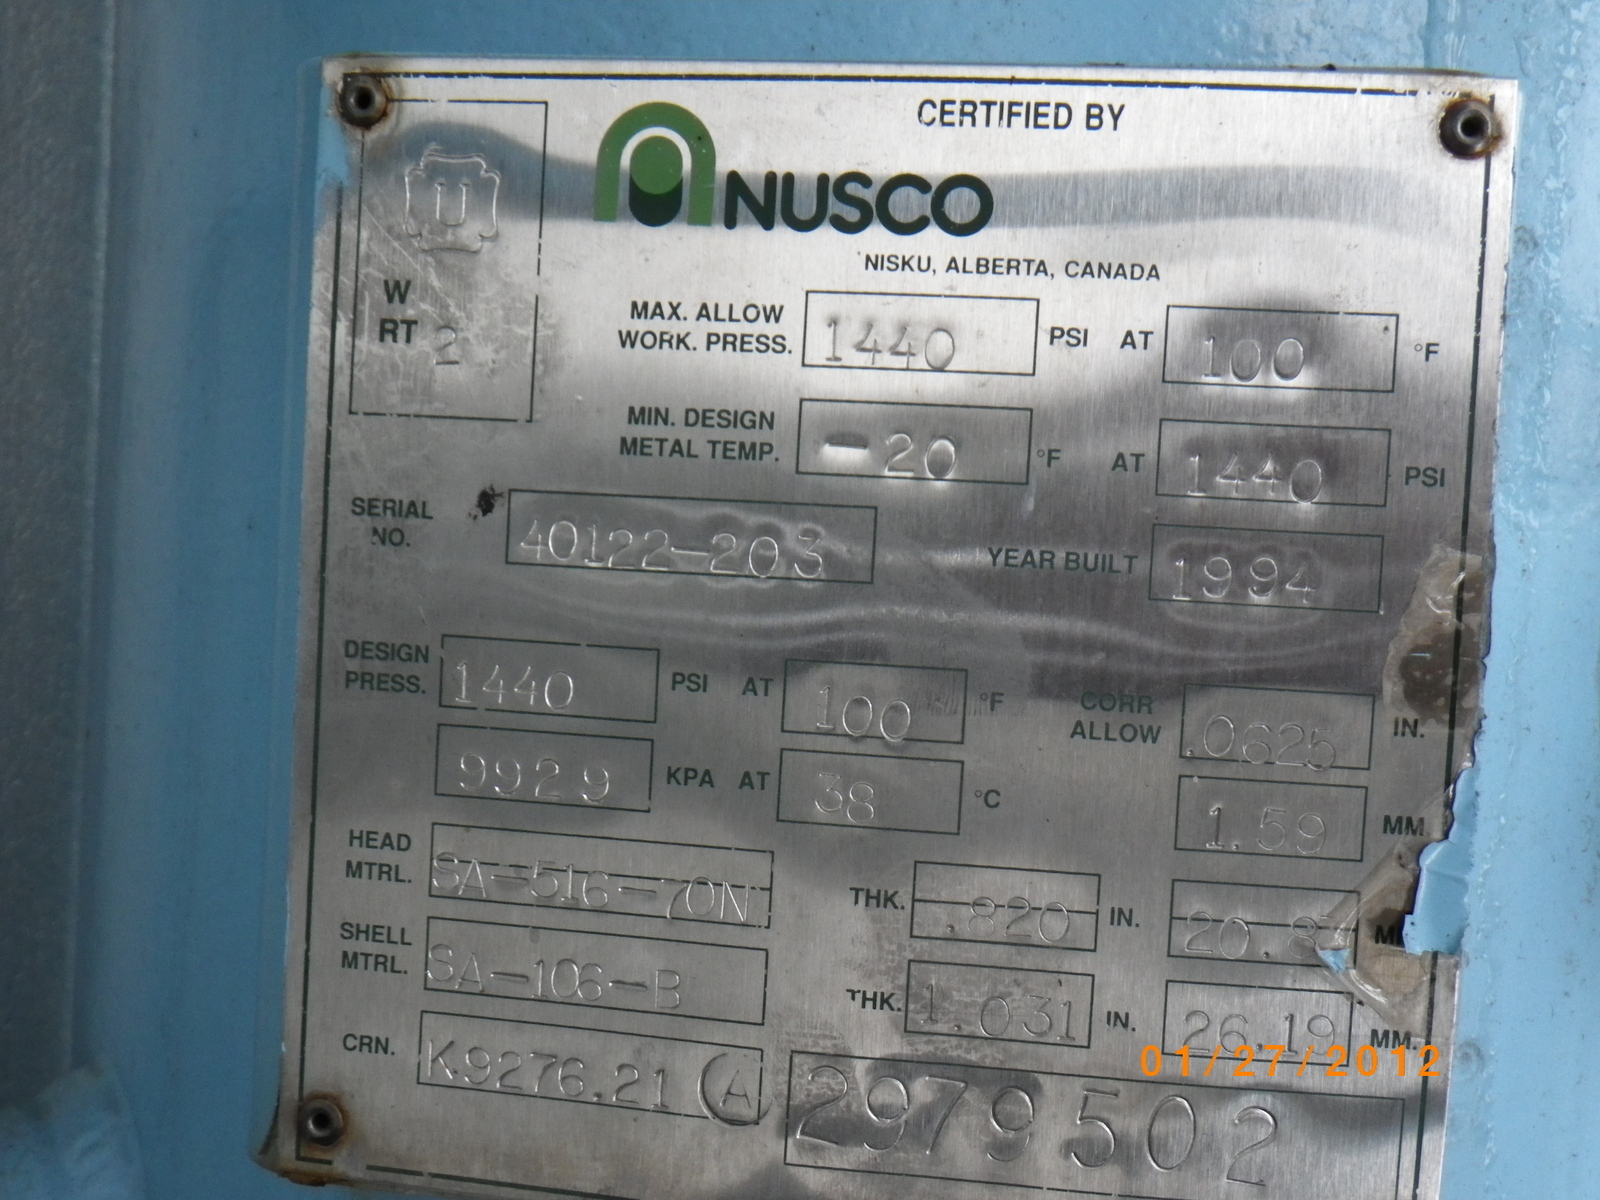 CERTIFIED BY
U
NUSCO
NISKU, ALBERTA, CANADA
W
RT 2
MAX. ALLOW WORK. PRESS. 1440 PSI AT 100 °F
MIN. DESIGN METAL TEMP. -20 °F AT 1440 PSI
SERIAL NO. 40122-203 YEAR BUILT 1994
DESIGN PRESS. 1440 PSI AT 100 °F CORR ALLOW .0625 IN.
9929 KPA AT 38 °C 1.59 MM.
HEAD MTRL. SA-516-70N THK. .820 IN. 20.8
SHELL MTRL. SA-106-B THK. 1.031 IN. 26.19 MM.
CRN. K9276.21 A 2979502
01/27/2012